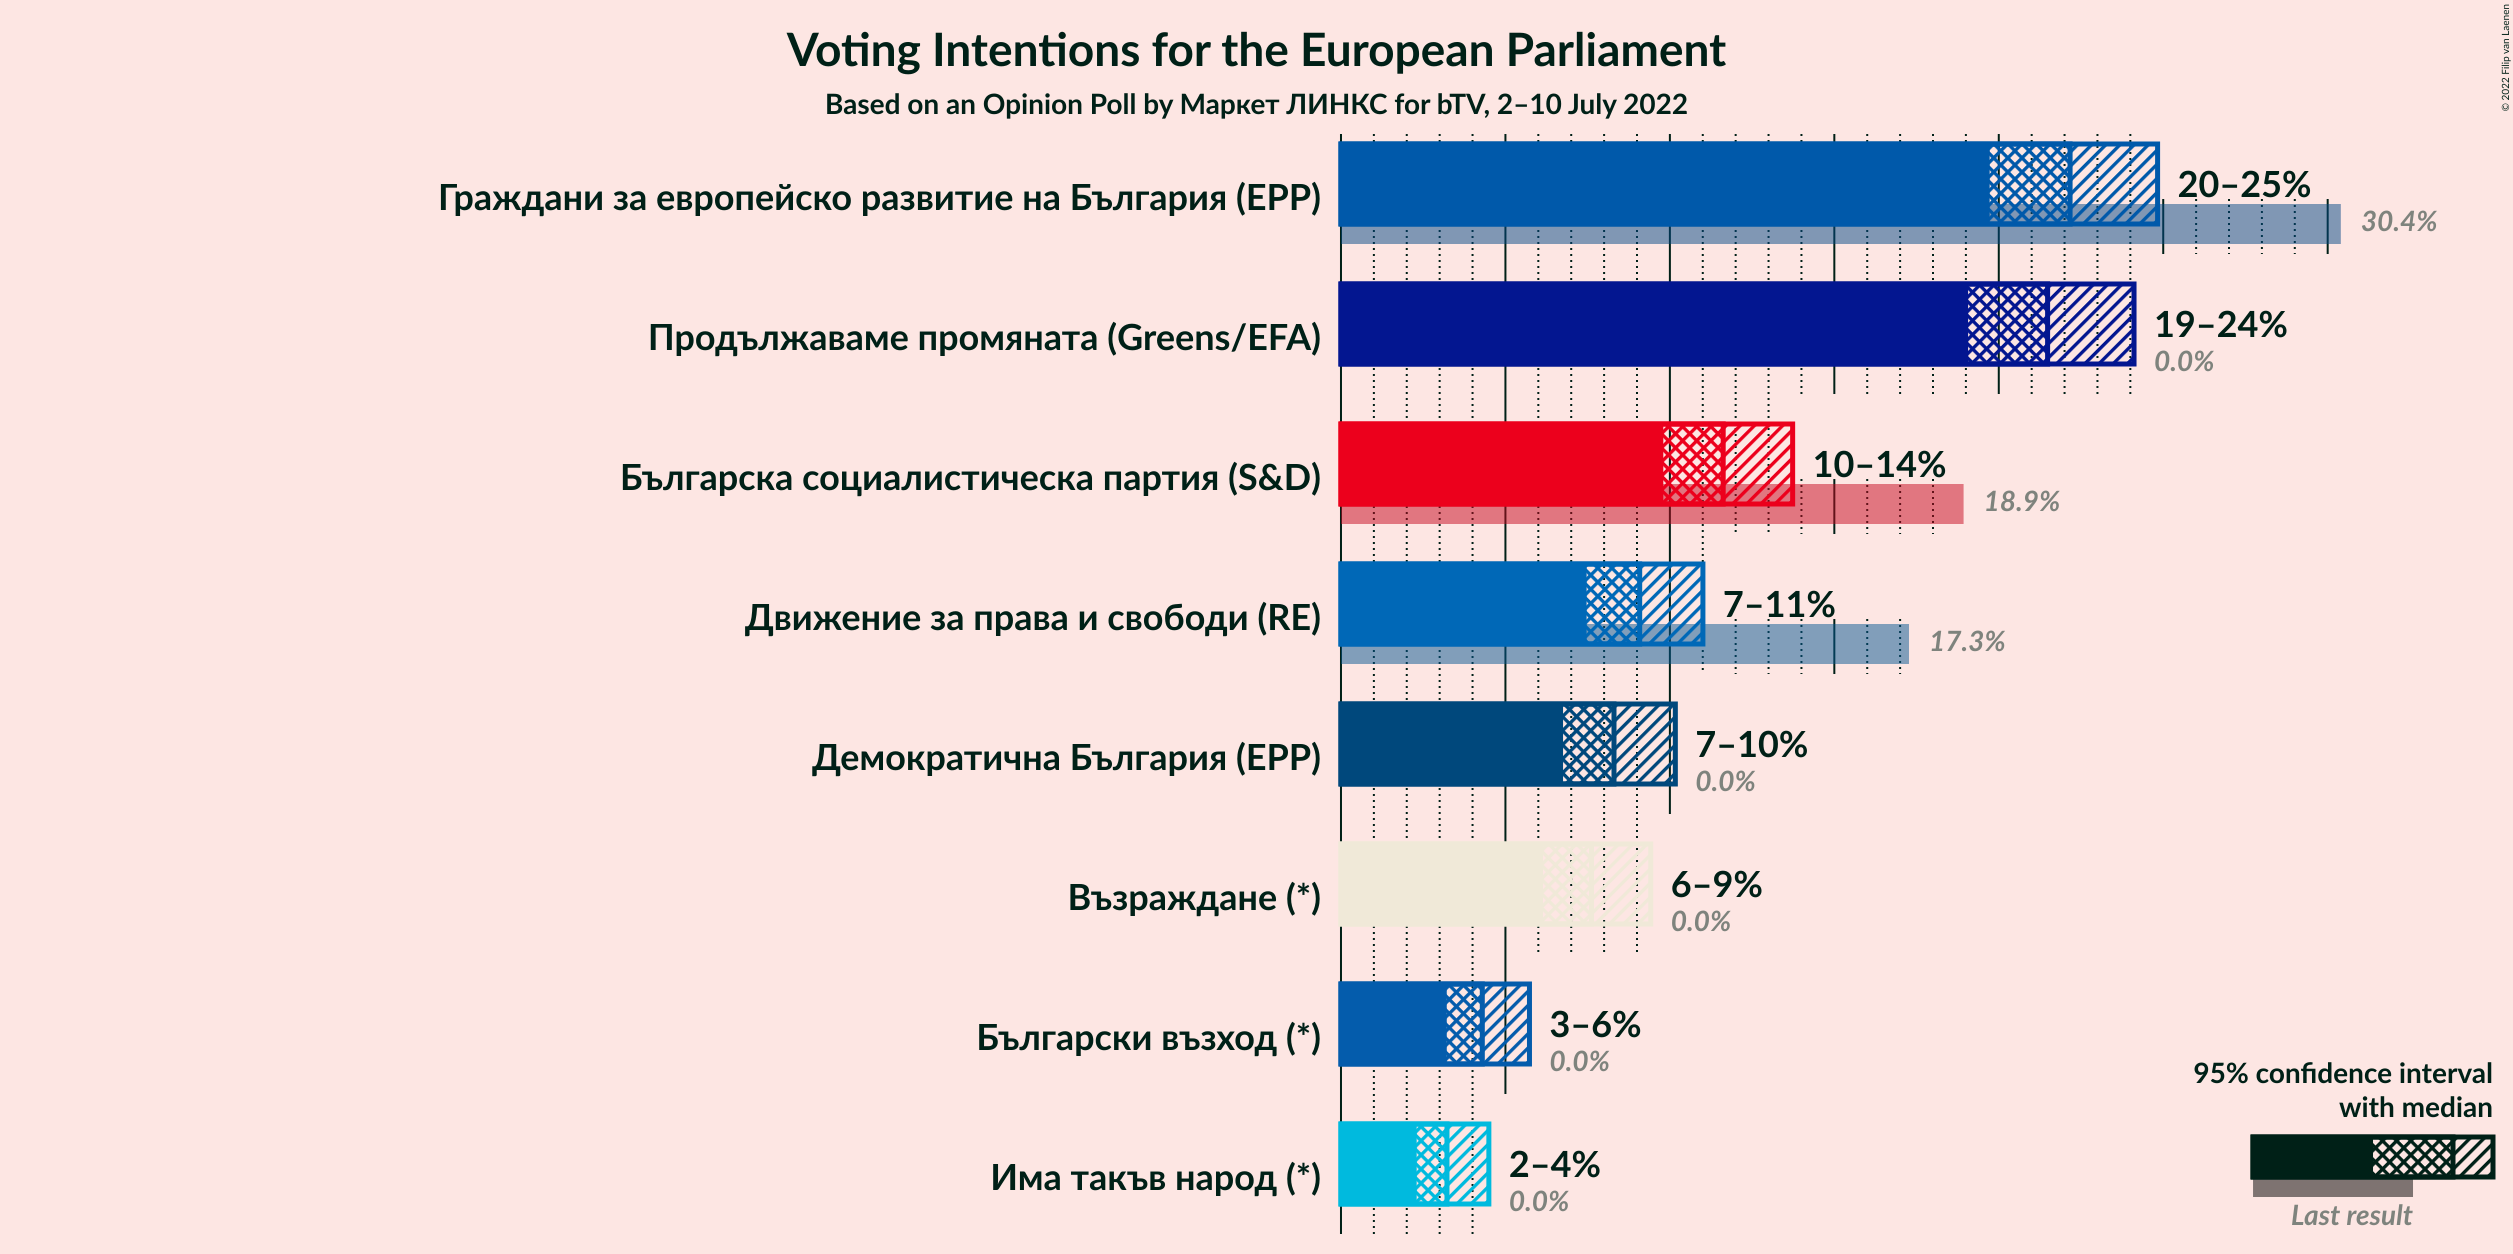 Voting Intentions for the European Parliament
Based on an Opinion Poll by Маркет ЛИНКС for bTV, 2–10 July 2022
© 2022 Filip van Laenen
Граждани за европейско развитие на България (EPP)
20–25%
30.4%
Продължаваме промяната (Greens/EFA)
19–24%
0.0%
Българска социалистическа партия (S&D)
10–14%
18.9%
Движение за права и свободи (RE)
7–11%
17.3%
Демократична България (EPP)
7–10%
0.0%
Възраждане (*)
6–9%
0.0%
Български възход (*)
3–6%
0.0%
Има такъв народ (*)
2–4%
0.0%
95% confidence interval
with median
Last result